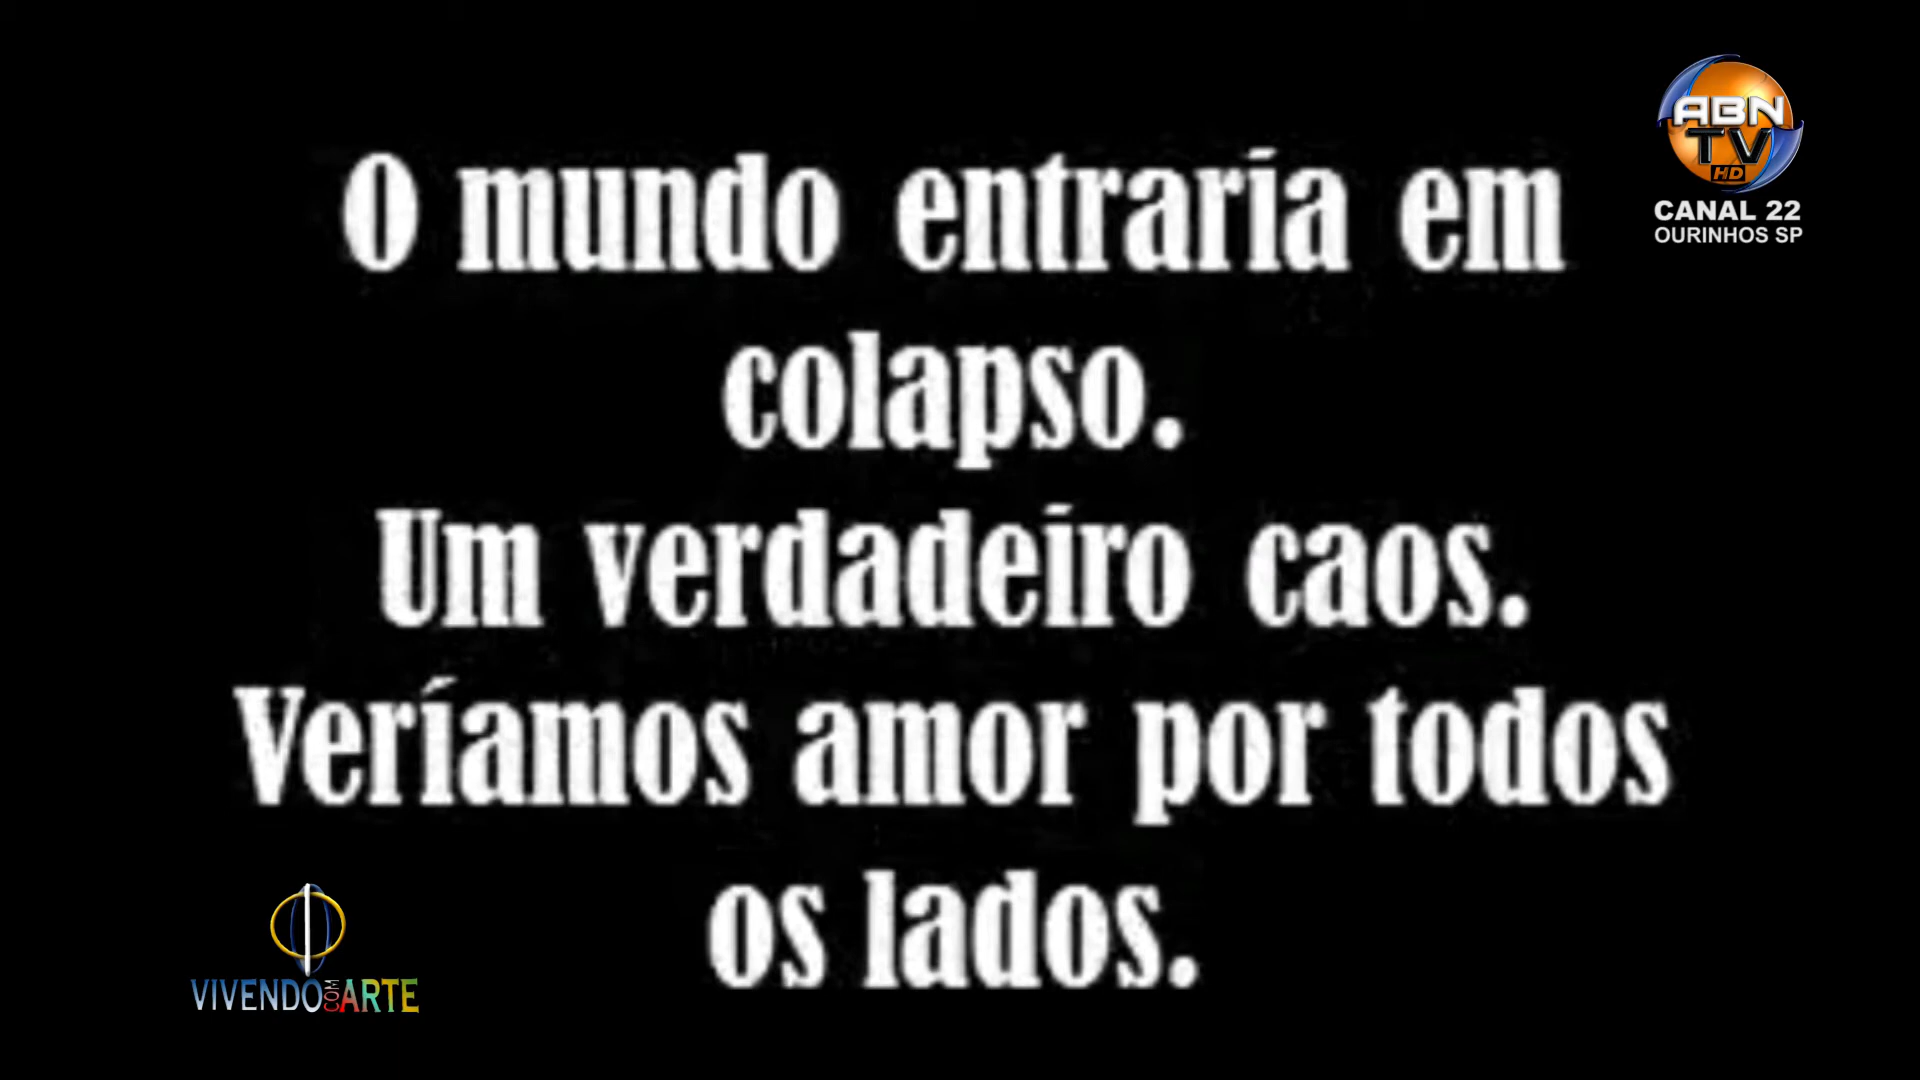 ABN
TV
HD
CANAL 22
OURINHOS SP
O mundo entraria em
colapso.
Um verdadeiro caos.
Veríamos amor por todos
os lados.
VIVENDO COM ARTE